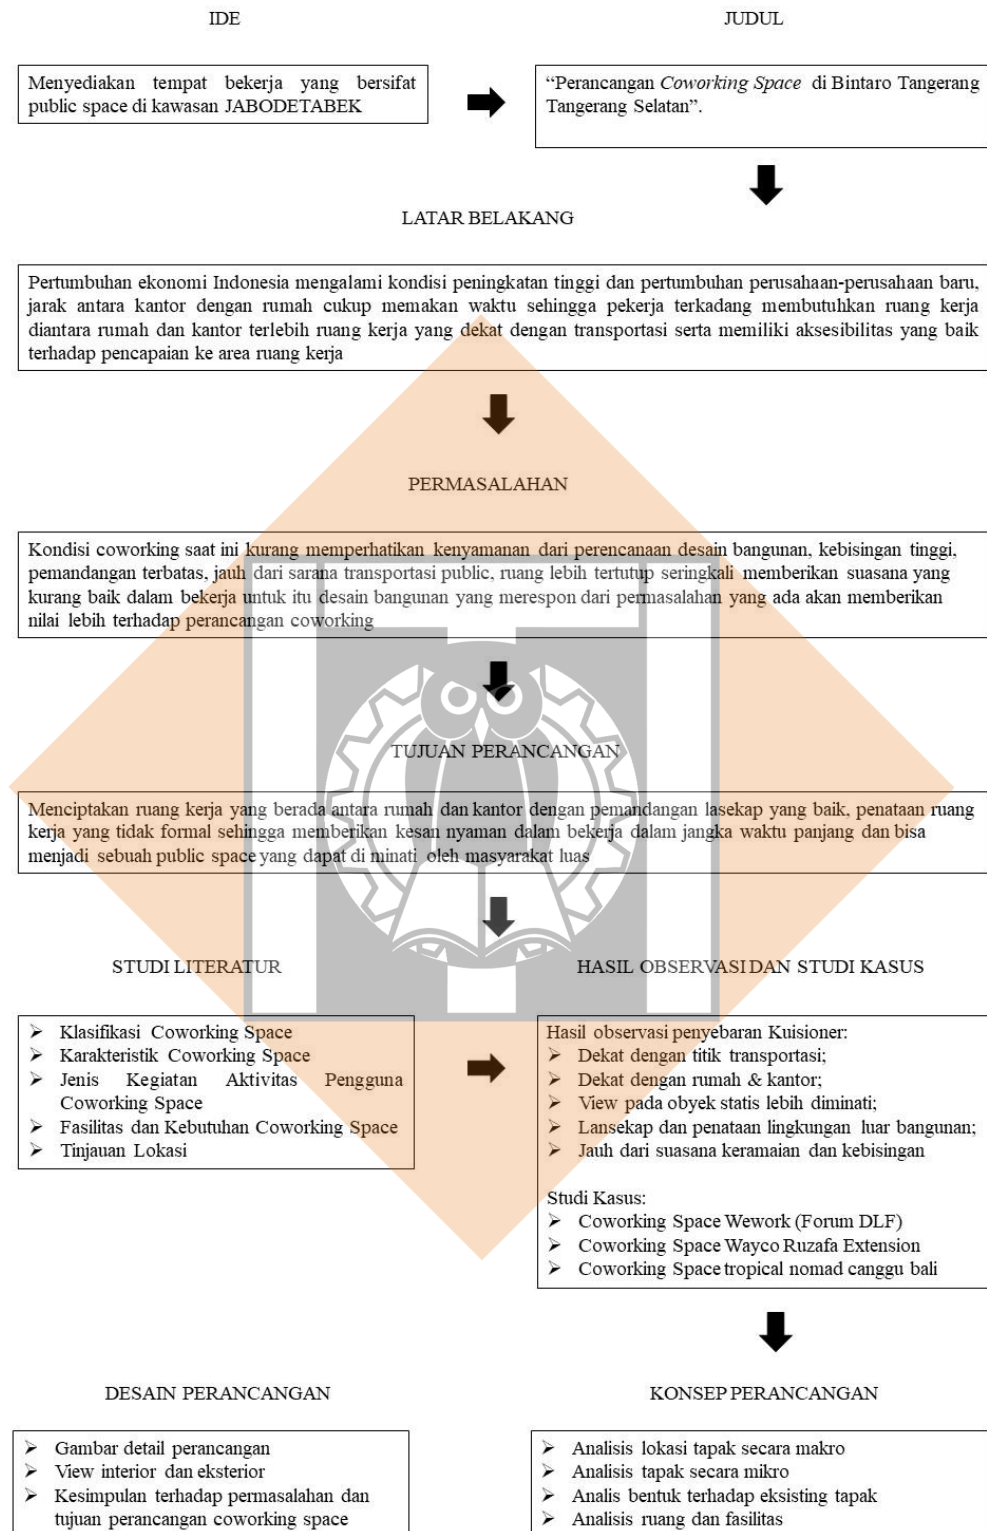 IDE
JUDUL
Menyediakan tempat bekerja yang bersifat
public space di kawasan JABODETABEK
“Perancangan Coworking Space di Bintaro Tangerang
Tangerang Selatan”.
LATAR BELAKANG
Pertumbuhan ekonomi Indonesia mengalami kondisi peningkatan tinggi dan pertumbuhan perusahaan-perusahaan baru,
jarak antara kantor dengan rumah cukup memakan waktu sehingga pekerja terkadang membutuhkan ruang kerja
diantara rumah dan kantor terlebih ruang kerja yang dekat dengan transportasi serta memiliki aksesibilitas yang baik
terhadap pencapaian ke area ruang kerja
PERMASALAHAN
Kondisi coworking saat ini kurang memperhatikan kenyamanan dari perencanaan desain bangunan, kebisingan tinggi,
pemandangan terbatas, jauh dari sarana transportasi public, ruang lebih tertutup seringkali memberikan suasana yang
kurang baik dalam bekerja untuk itu desain bangunan yang merespon dari permasalahan yang ada akan memberikan
nilai lebih terhadap perancangan coworking
TUJUAN PERANCANGAN
Menciptakan ruang kerja yang berada antara rumah dan kantor dengan pemandangan lasekap yang baik, penataan ruang
kerja yang tidak formal sehingga memberikan kesan nyaman dalam bekerja dalam jangka waktu panjang dan bisa
menjadi sebuah public space yang dapat di minati oleh masyarakat luas
STUDI LITERATUR
➢ Klasifikasi Coworking Space
➢ Karakteristik Coworking Space
➢ Jenis Kegiatan Aktivitas Pengguna
Coworking Space
➢ Fasilitas dan Kebutuhan Coworking Space
➢ Tinjauan Lokasi
HASIL OBSERVASI DAN STUDI KASUS
Hasil observasi penyebaran Kuisioner:
➢ Dekat dengan titik transportasi;
➢ Dekat dengan rumah & kantor;
➢ View pada obyek statis lebih diminati;
➢ Lansekap dan penataan lingkungan luar bangunan;
➢ Jauh dari suasana keramaian dan kebisingan
Studi Kasus:
➢ Coworking Space Wework (Forum DLF)
➢ Coworking Space Wayco Ruzafa Extension
➢ Coworking Space tropical nomad canggu bali
DESAIN PERANCANGAN
➢ Gambar detail perancangan
➢ View interior dan eksterior
➢ Kesimpulan terhadap permasalahan dan
tujuan perancangan coworking space
KONSEP PERANCANGAN
➢ Analisis lokasi tapak secara makro
➢ Analisis tapak secara mikro
➢ Analis bentuk terhadap eksisting tapak
➢ Analisis ruang dan fasilitas